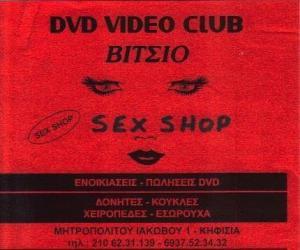 DVD VIDEO CLUB
ΒΙΤΣΙΟ
SEX SHOP
SEX SHOP
ΕΝΟΙΚΙΑΣΕΙΣ - ΠΩΛΗΣΕΙΣ DVD
ΔΟΝΗΤΕΣ - ΚΟΥΚΛΕΣ
ΧΕΙΡΟΠΕΔΕΣ - ΕΣΩΡΟΥΧΑ
ΜΗΤΡΟΠΟΛΙΤΟΥ ΙΑΚΩΒΟΥ 1 - ΚΗΦΙΣΙΑ
τηλ.: 210 62.31.139 - 6937.52.34.32